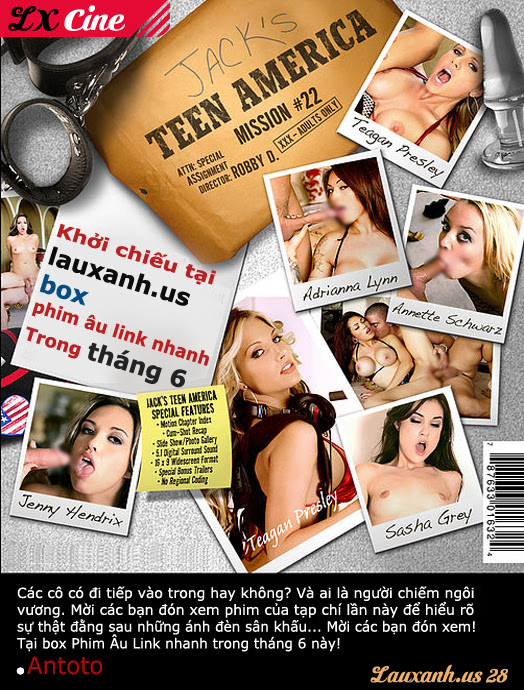 LX Cine
JACK'S
TEEN AMERICA
MISSION #22
ATTN: SPECIAL
ASSIGNMENT
DIRECTOR: ROBBY D.
XXX - ADULTS ONLY
Teagan Presley
Khởi chiếu tại
lauxanh.us
box
phim âu link nhanh
Trong tháng 6
Adrianna Lynn
Annette Schwarz
JACK'S TEEN AMERICA
SPECIAL FEATURES
• Motion Chapter Index
• Cum-Shot Recap
• Slide Show/Photo Gallery
• 5.1 Digital Surround Sound
• 16 x 9 Widescreen Format
• Special Bonus Trailers
• No Regional Coding
Jenny Hendrix
Teagan Presley
Sasha Grey
7 87633 01632 4
Các cô có đi tiếp vào trong hay không? Và ai là người chiếm ngôi
vương. Mời các bạn đón xem phim của tạp chí lần này để hiểu rõ
sự thật đằng sau những ánh đèn sân khấu... Mời các bạn đón xem!
Tại box Phim Âu Link nhanh trong tháng 6 này!
Antoto
Lauxanh.us 28